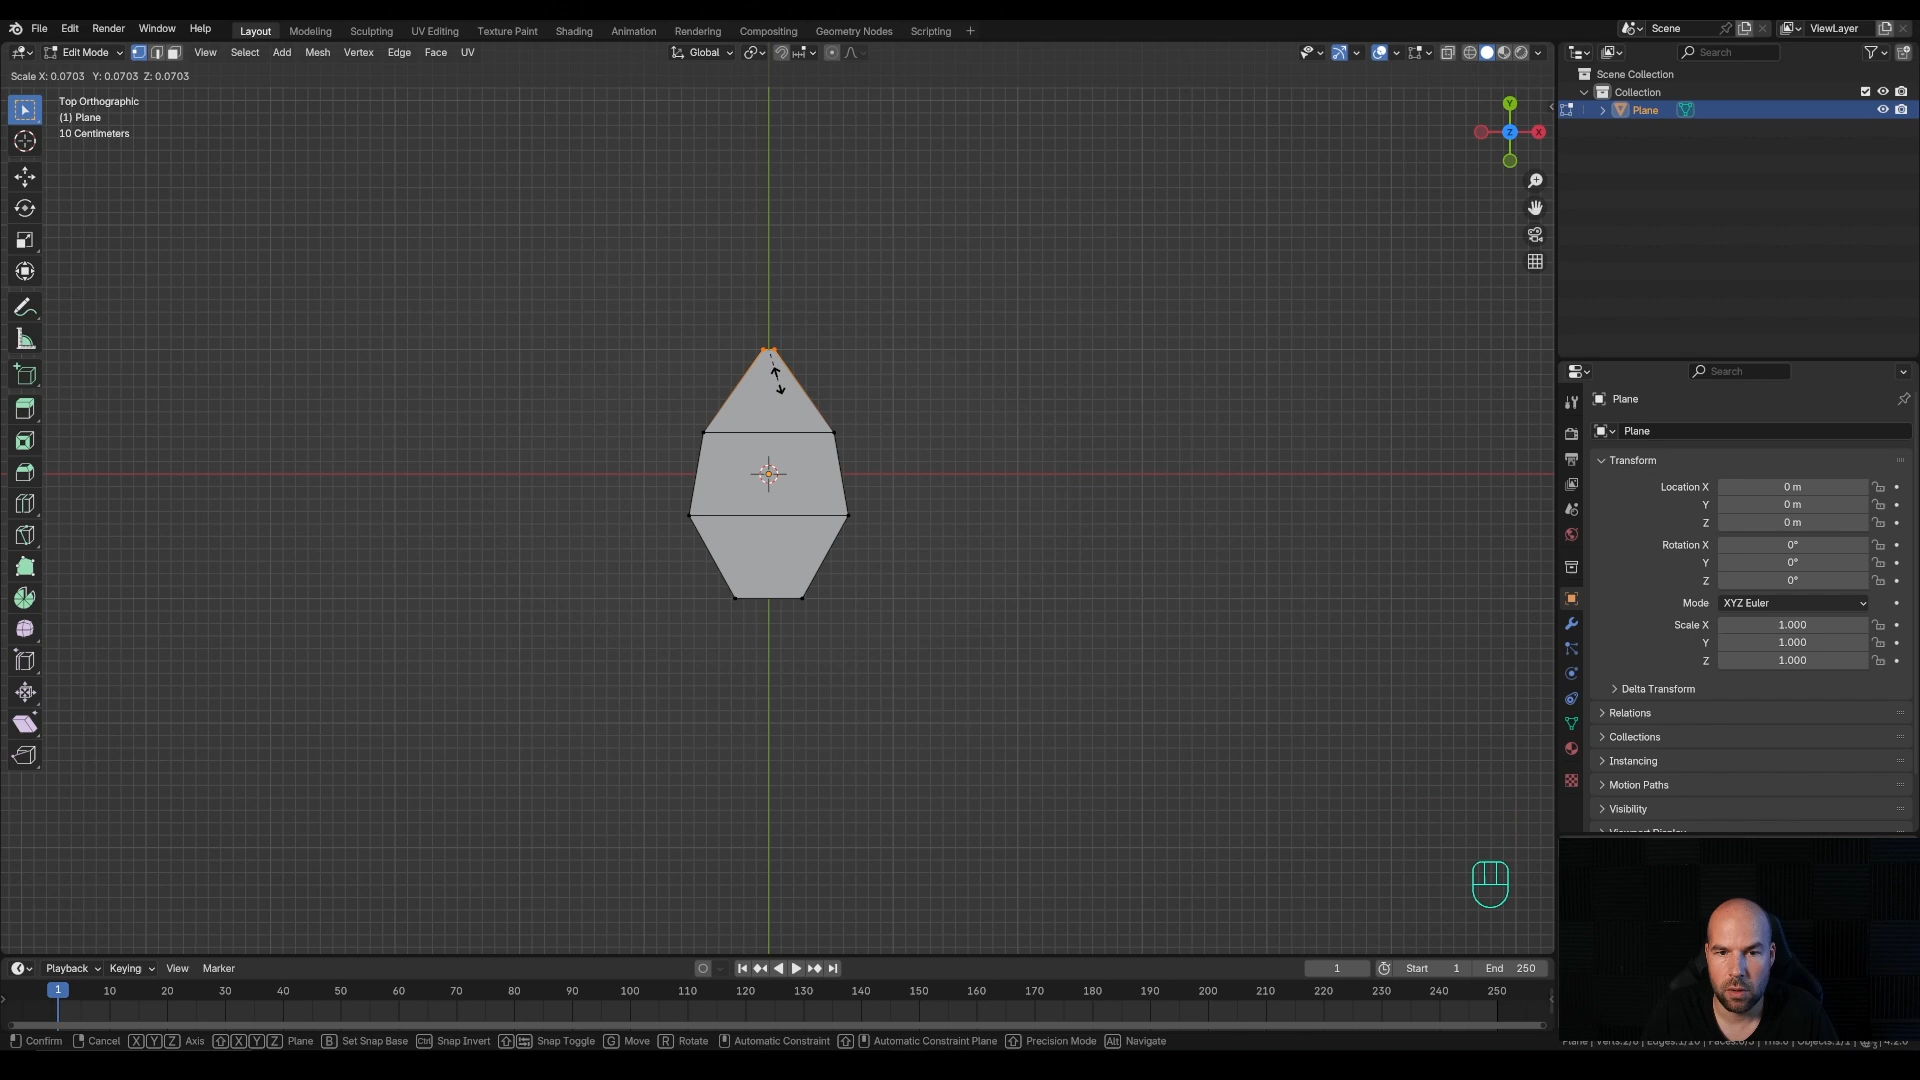 File Edit Render Window Help
Layout Modeling Sculpting UV Editing Texture Paint Shading Animation Rendering Compositing Geometry Nodes Scripting +
Scene
ViewLayer
Edit Mode View Select Add Mesh Vertex Edge Face UV
Global
Search
Scale X: 0.0703 Y: 0.0703 Z: 0.0703
Scene Collection
Collection
Plane
Top Orthographic
(1) Plane
10 Centimeters
Y
Z
X
Search
Plane
Plane
Transform
Location X 0 m
Y 0 m
Z 0 m
Rotation X 0°
Y 0°
Z 0°
Mode XYZ Euler
Scale X 1.000
Y 1.000
Z 1.000
Delta Transform
Relations
Collections
Instancing
Motion Paths
Visibility
Playback Keying View Marker
1 Start 1 End 250
1 10 20 30 40 50 60 70 80 90 100 110 120 130 140 150 160 170 180 190 200 210 220 230 240 250
Confirm Cancel X Y Z Axis X Y Z Plane B Set Snap Base Ctrl Snap Invert Snap Toggle G Move R Rotate Automatic Constraint Automatic Constraint Plane Precision Mode Alt Navigate